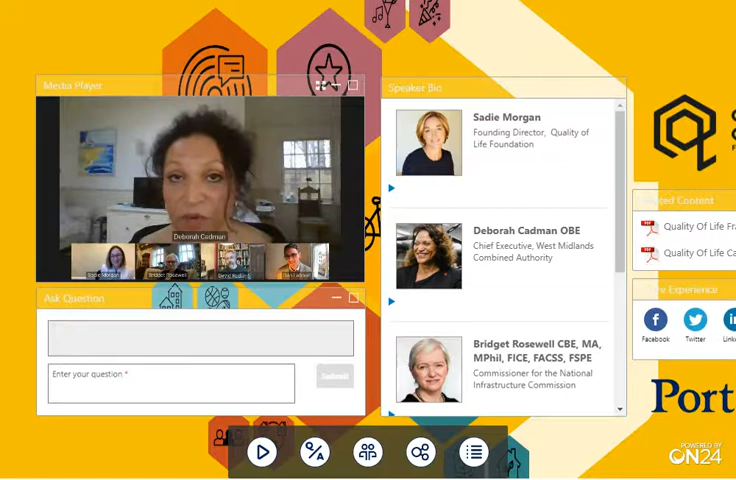 Media Player
Deborah Cadman
Sadie Morgan
Bridget Rosewell
Ask Question
Enter your question *
Submit
Speaker Bio
Sadie Morgan
Founding Director, Quality of
Life Foundation
Deborah Cadman OBE
Chief Executive, West Midlands
Combined Authority
Bridget Rosewell CBE, MA,
MPhil, FICE, FACSS, FSPE
Commissioner for the National
Infrastructure Commission
Content
Quality Of Life Fra
Quality Of Life Ca
Experience
Facebook
Twitter
Linke
Port
POWERED BY
ON24